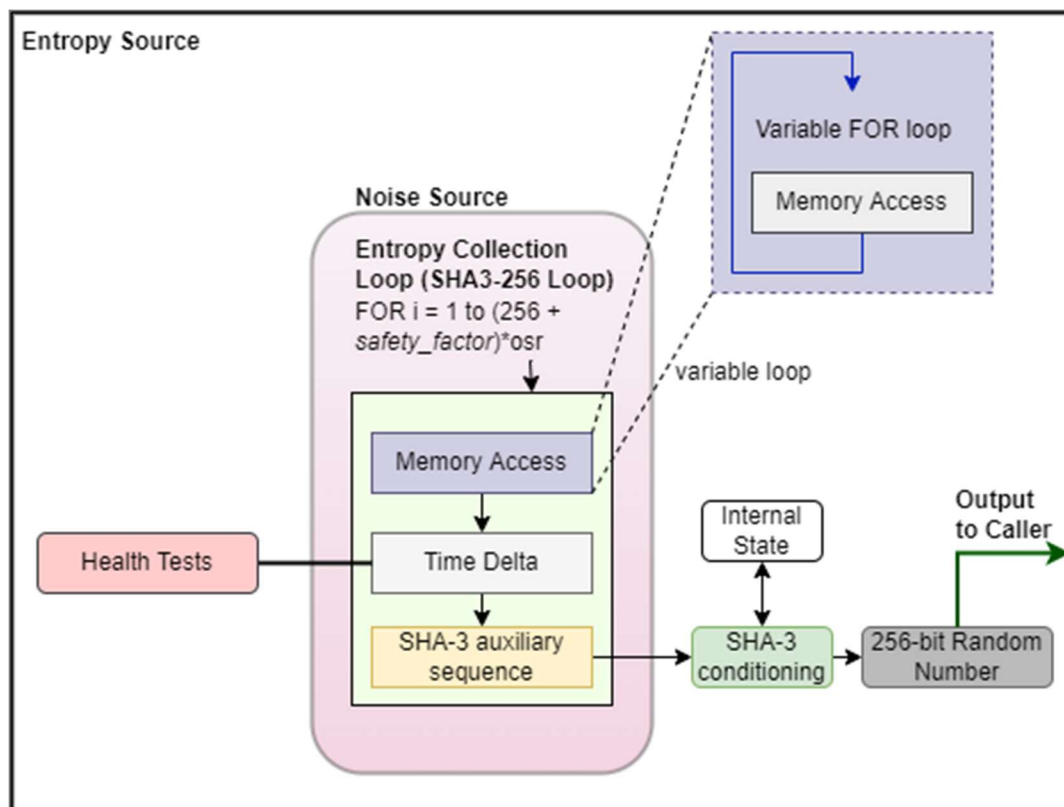 Entropy Source
Variable FOR loop
Memory Access
Noise Source
Entropy Collection
Loop (SHA3-256 Loop)
FOR i = 1 to (256 +
safety_factor)*osr
variable loop
Memory Access
Output
to Caller
Internal
State
Health Tests
Time Delta
SHA-3 auxiliary
sequence
SHA-3
conditioning
256-bit Random
Number